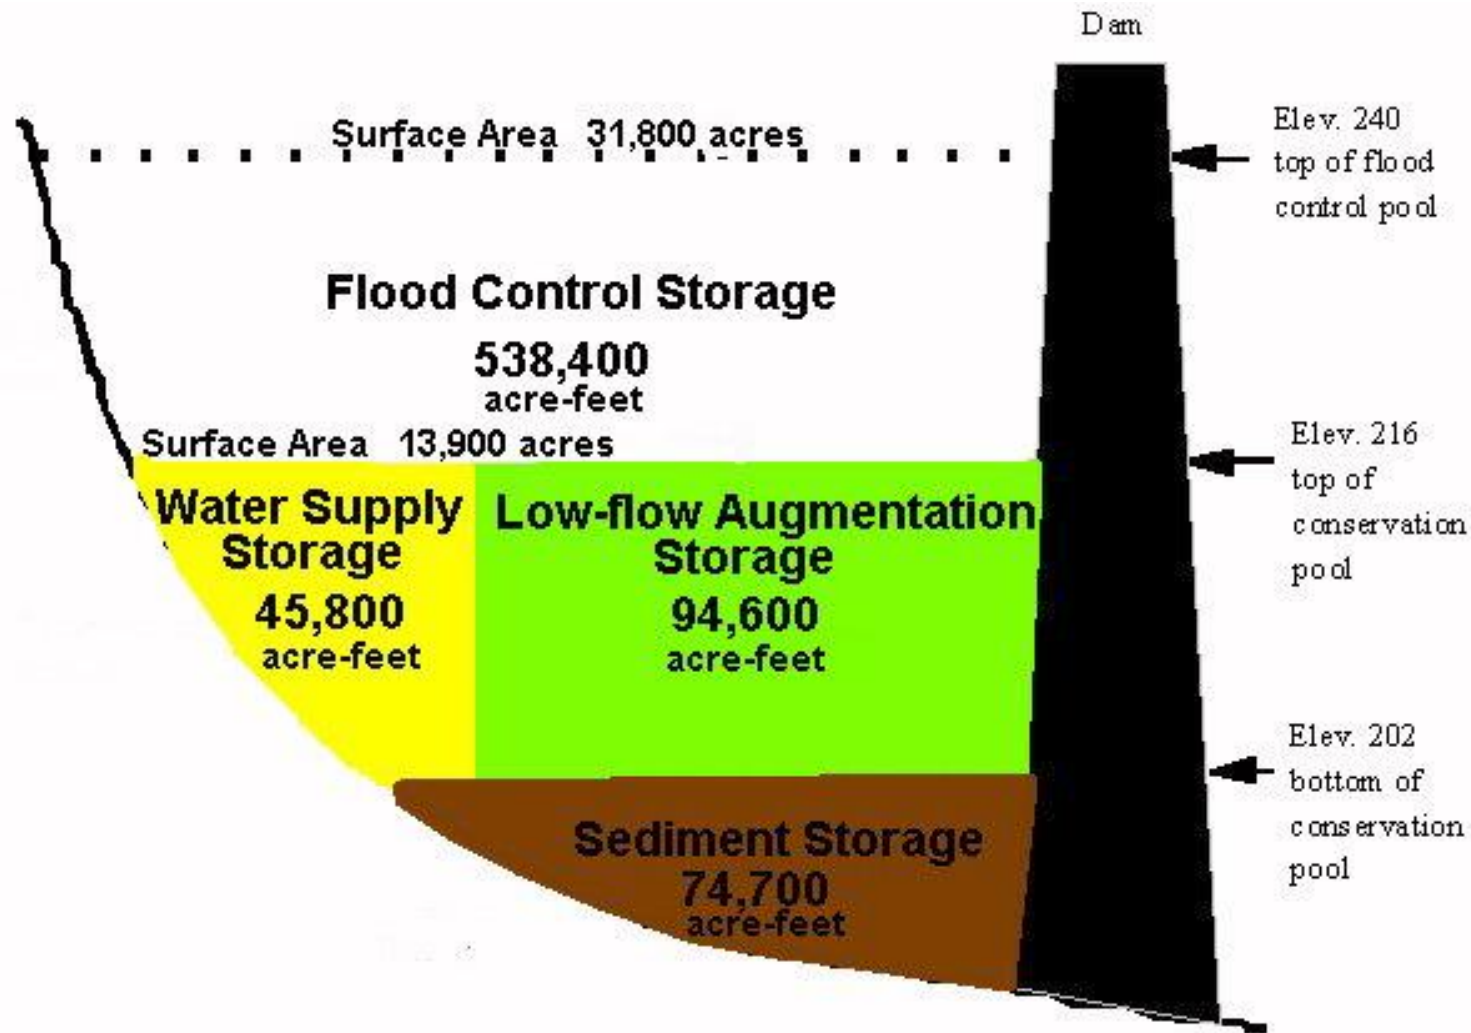 Dam
Surface Area 31,800 acres
Elev. 240
top of flood
control pool
Flood Control Storage
538,400
acre-feet
Surface Area 13,900 acres
Elev. 216
top of
conservation
pool
Water Supply
Storage
45,800
acre-feet
Low-flow Augmentation
Storage
94,600
acre-feet
Elev. 202
bottom of
conservation
pool
Sediment Storage
74,700
acre-feet